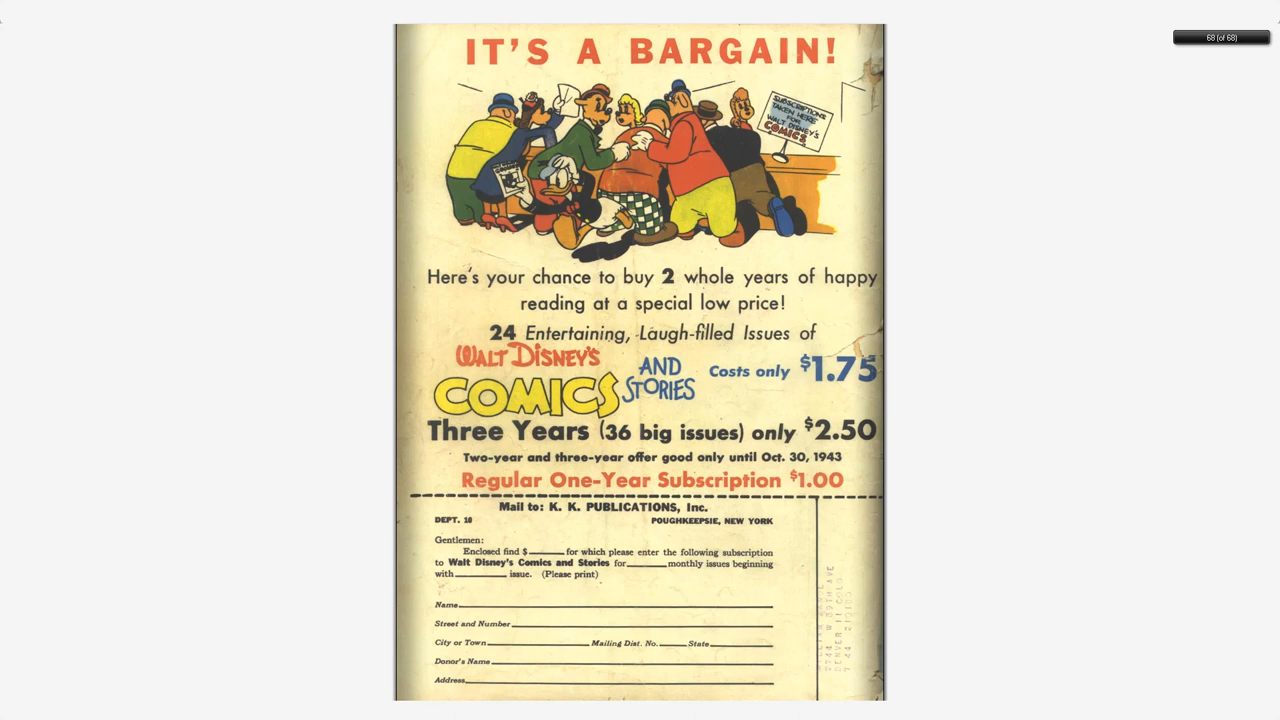 68 (of 68)
IT'S A BARGAIN!
SUBSCRIPTIONS
TAKEN HERE
FOR
WALT DISNEY'S
COMICS
Here's your chance to buy 2 whole years of happy
reading at a special low price!
24 Entertaining, Laugh-filled Issues of
WALT DISNEY'S
COMICS
AND
STORIES
Costs only $1.75
Three Years (36 big issues) only $2.50
Two-year and three-year offer good only until Oct. 30, 1943
Regular One-Year Subscription $1.00
Mail to: K. K. PUBLICATIONS, Inc.
DEPT. 10 POUGHKEEPSIE, NEW YORK
Gentlemen:
Enclosed find $ for which please enter the following subscription
to Walt Disney's Comics and Stories for monthly issues beginning
with issue. (Please print)
Name
Street and Number
City or Town Mailing Dist. No. State
Donor's Name
Address
AVE
DENVER 11 COLO